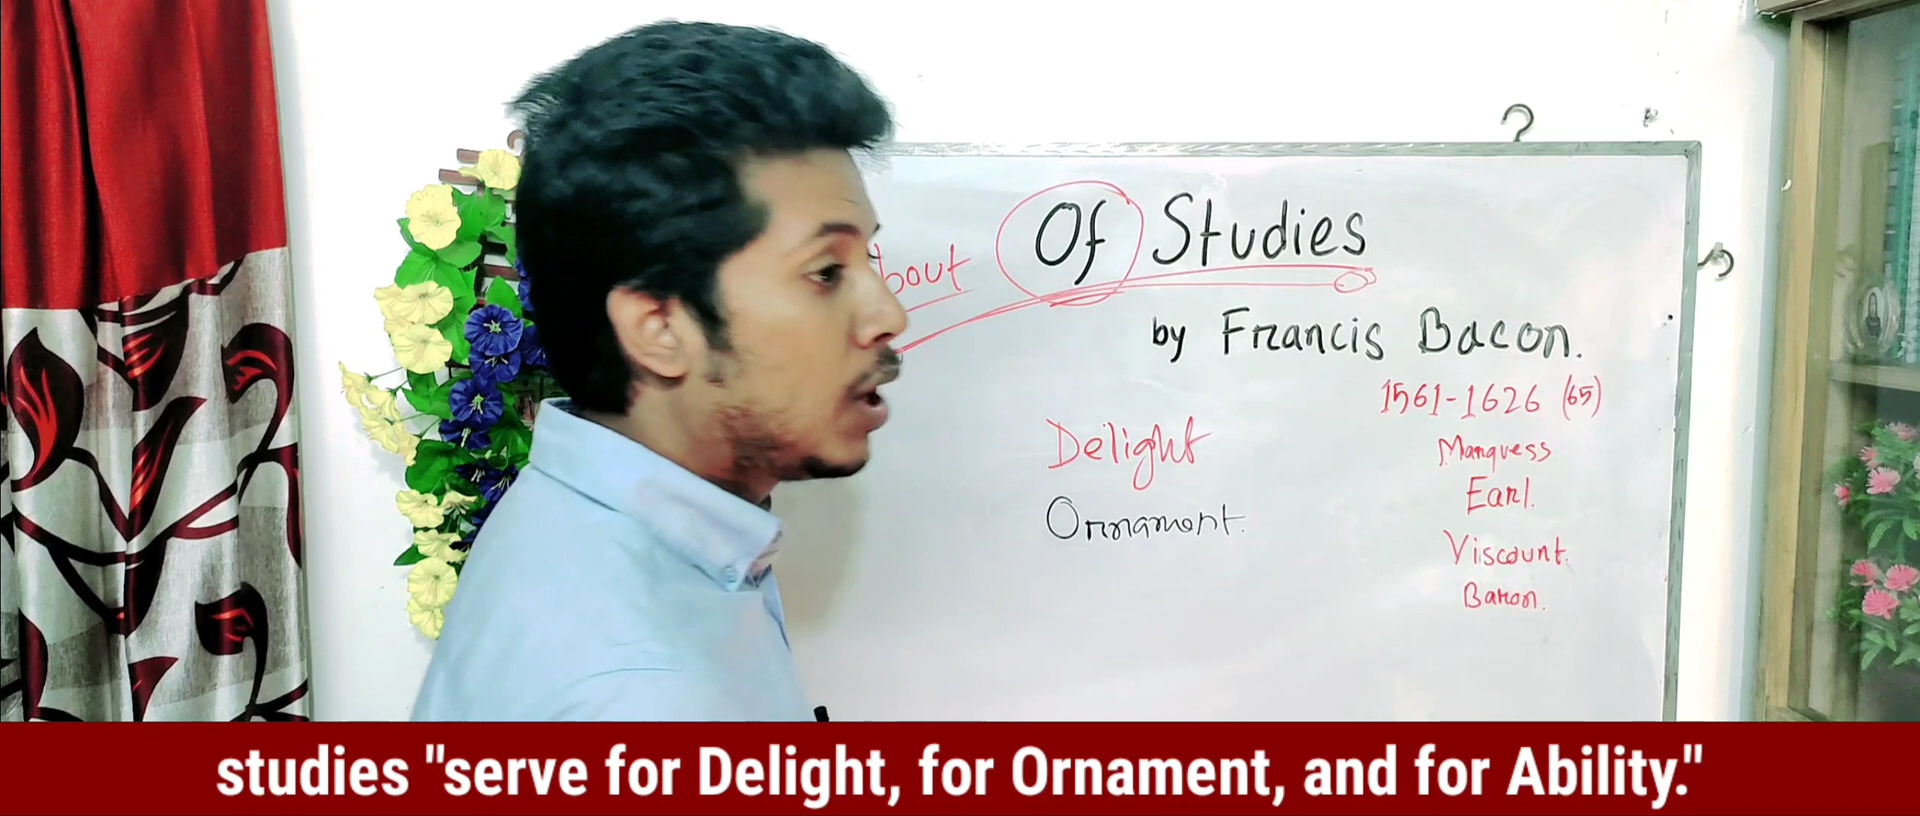 bout Of Studies
by Francis Bacon.
1561-1626 (65)
Delight
Ornament.
Marquess
Earl.
Viscount.
Baron.
studies "serve for Delight, for Ornament, and for Ability."